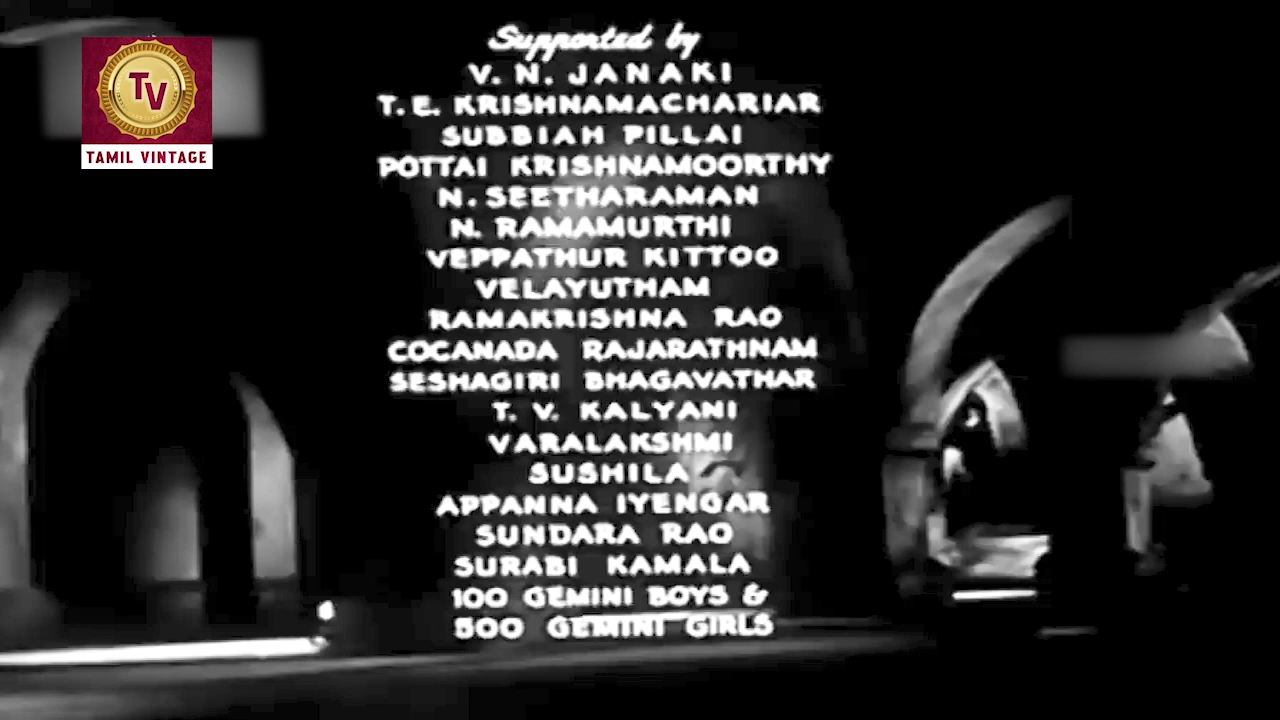 Supported by
V. N. JANAKI
T. E. KRISHNAMACHARIAR
SUBBIAH PILLAI
POTTAI KRISHNAMOORTHY
N. SEETHARAMAN
N. RAMAMURTHI
VEPPATHUR KITTOO
VELAYUTHAM
RAMAKRISHNA RAO
COCANADA RAJARATHNAM
SESHAGIRI BHAGAVATHAR
T. V. KALYANI
VARALAKSHMI
SUSHILA
APPANNA IYENGAR
SUNDARA RAO
SURABI KAMALA
100 GEMINI BOYS &
500 GEMINI GIRLS
TV
TAMIL VINTAGE